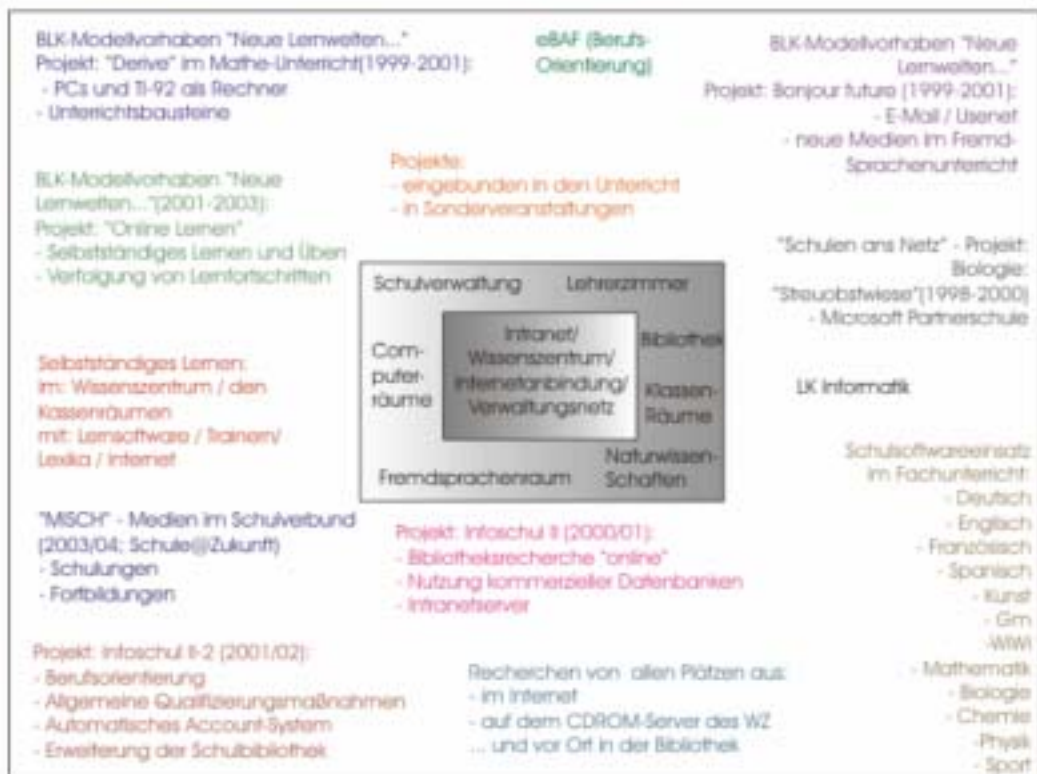 BLK-Modellvorhaben "Neue Lernwelten..."
Projekt: "Derive" im Mathe-Unterricht(1999-2001):
- PCs und TI-92 als Rechner
- Unterrichtsbausteine
eBAF (Berufs-
Orientierung)
BLK-Modellvorhaben "Neue
Lernwelten..."
Projekt: Bonjour future (1999-2001):
- E-Mail / Usenet
- neue Medien im Fremd-
Sprachenunterricht
BLK-Modellvorhaben "Neue
Lernwelten..."(2001-2003):
Projekt: "Online Lernen"
- Selbstständiges Lernen und Üben
- Verfolgung von Lernfortschritten
Projekte:
- eingebunden in den Unterricht
- in Sonderveranstaltungen
"Schulen ans Netz" - Projekt:
Biologie:
"Streuobstwiese"(1998-2000)
- Microsoft Partnerschule
Schulverwaltung
Lehrerzimmer
Com-
puter-
räume
Intranet/
Wissenszentrum/
Internetanbindung/
Verwaltungsnetz
Bibliothek
Klassen-
Räume
Fremdsprachenraum
Naturwissen-
Schaften
Selbstständiges Lernen:
im: Wissenszentrum / den
Kassenräumen
mit: Lernsoftware / Trainern/
Lexika / Internet
LK Informatik
"MiSCH" - Medien im Schulverbund
(2003/04; Schule@Zukunft)
- Schulungen
- Fortbildungen
Projekt: Infoschul II (2000/01):
- Bibliotheksrecherche "online"
- Nutzung kommerzieller Datenbanken
- Intranetserver
Schulsoftwareeinsatz
im Fachunterricht:
- Deutsch
- Englisch
- Französisch
- Spanisch
- Kunst
- Gm
-WiWi
- Mathematik
- Biologie
- Chemie
-Physik
- Sport
Projekt: Infoschul II-2 (2001/02):
- Berufsorientierung
- Allgemeine Qualifizierungsmaßnahmen
- Automatisches Account-System
- Erweiterung der Schulbibliothek
Recherchen von allen Plätzen aus:
- im Internet
- auf dem CDROM-Server des WZ
... und vor Ort in der Bibliothek